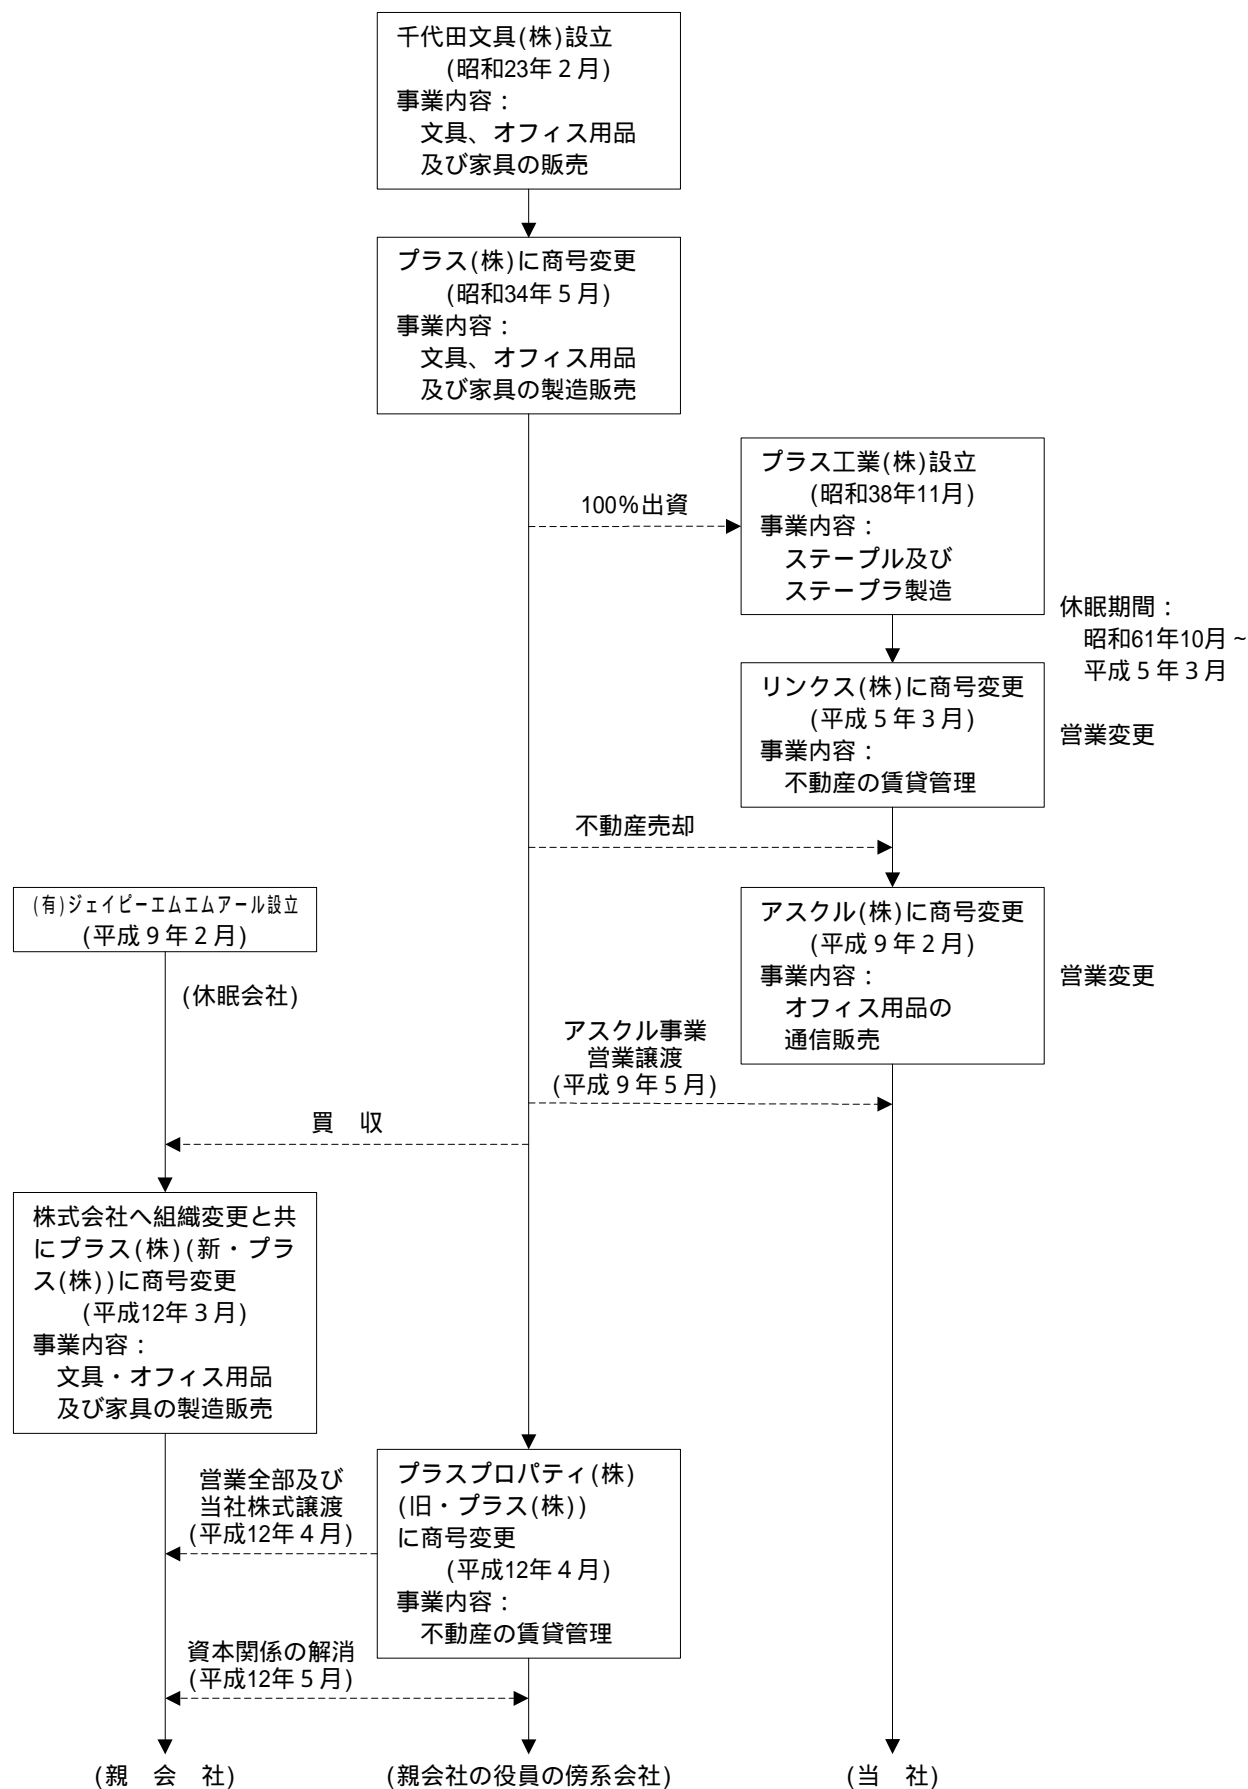 千代田文具(株)設立
(昭和23年2月)
事業内容：
文具、オフィス用品
及び家具の販売
プラス(株)に商号変更
(昭和34年5月)
事業内容：
文具、オフィス用品
及び家具の製造販売
100%出資
プラス工業(株)設立
(昭和38年11月)
事業内容：
ステープル及び
ステープラ製造
休眠期間：
昭和61年10月~
平成5年3月
リンクス(株)に商号変更
(平成5年3月)
事業内容：
不動産の賃貸管理
営業変更
不動産売却
(有)ジェイピーエムエムアール設立
(平成9年2月)
(休眠会社)
アスクル(株)に商号変更
(平成9年2月)
事業内容：
オフィス用品の
通信販売
営業変更
アスクル事業
営業譲渡
(平成9年5月)
買　収
株式会社へ組織変更と共
にプラス(株)(新・プラ
ス(株))に商号変更
(平成12年3月)
事業内容：
文具・オフィス用品
及び家具の製造販売
営業全部及び
当社株式譲渡
(平成12年4月)
プラスプロパティ(株)
(旧・プラス(株))
に商号変更
(平成12年4月)
事業内容：
不動産の賃貸管理
資本関係の解消
(平成12年5月)
(親　会　社)
(親会社の役員の傍系会社)
(当　社)